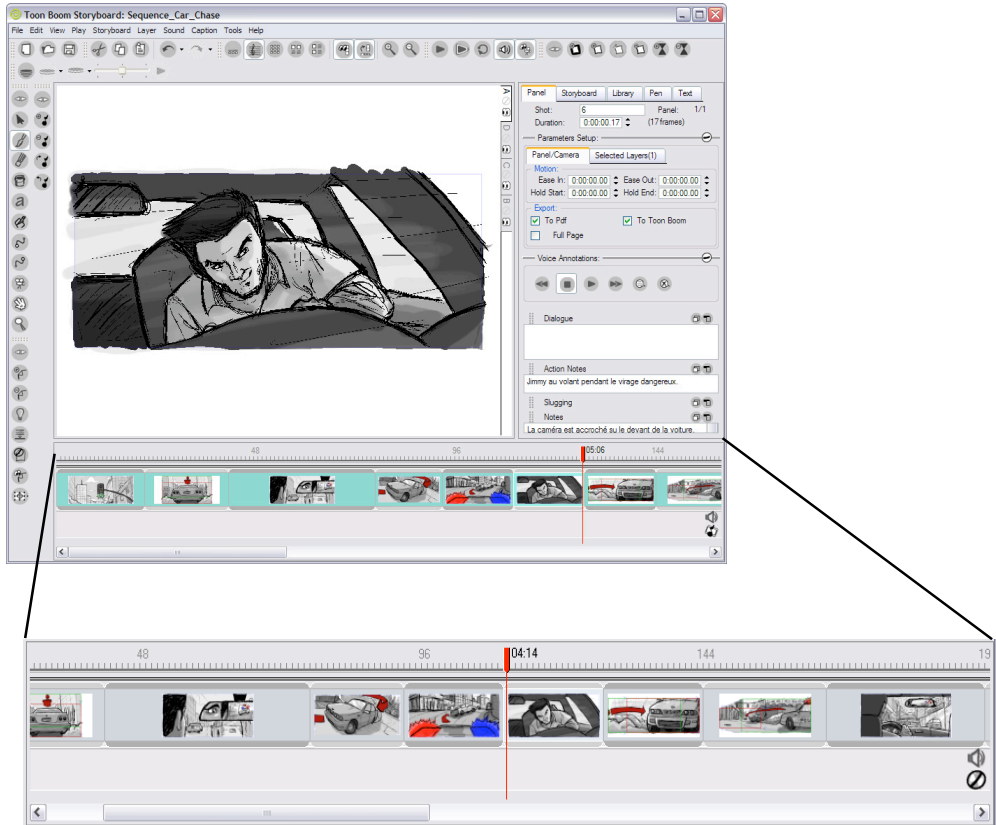 Toon Boom Storyboard: Sequence_Car_Chase
File Edit View Play Storyboard Layer Sound Caption Tools Help
Panel Storyboard Library Pen Text
Shot: 6 Panel: 1/1
Duration: 0:00:00.17 (17 frames)
Parameters Setup:
Panel/Camera Selected Layers(1)
Motion:
Ease In: 0:00:00.00 Ease Out: 0:00:00.00
Hold Start: 0:00:00.00 Hold End: 0:00:00.00
Export:
To Pdf To Toon Boom
Full Page
Voice Annotations:
Dialogue
Action Notes
Jimmy au volant pendant le virage dangereux.
Slugging
Notes
La caméra est accroché su le devant de la voiture.
48 96 05:06 144
48 96 04:14 144 19